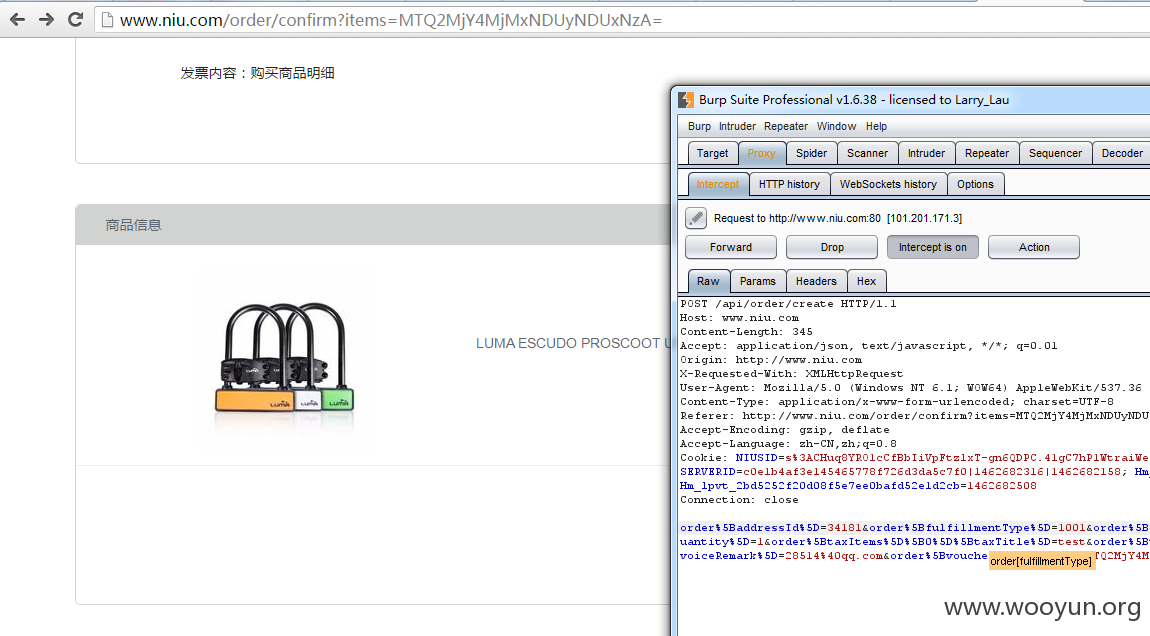 www.niu.com/order/confirm?items=MTQ2MjY4MjMxNDUyNDUxNzA=
发票内容：购买商品明细
商品信息
LUMA ESCUDO PROSCOOT U
LUMA
LUMA
LUMA
Burp Suite Professional v1.6.38 - licensed to Larry_Lau
Burp Intruder Repeater Window Help
Target Proxy Spider Scanner Intruder Repeater Sequencer Decoder
Intercept HTTP history WebSockets history Options
Request to http://www.niu.com:80 [101.201.171.3]
Forward Drop Intercept is on Action
Raw Params Headers Hex
POST /api/order/create HTTP/1.1
Host: www.niu.com
Content-Length: 345
Accept: application/json, text/javascript, */*; q=0.01
Origin: http://www.niu.com
X-Requested-With: XMLHttpRequest
User-Agent: Mozilla/5.0 (Windows NT 6.1; WOW64) AppleWebKit/537.36
Content-Type: application/x-www-form-urlencoded; charset=UTF-8
Referer: http://www.niu.com/order/confirm?items=MTQ2MjY4MjMxNDUyNDU
Accept-Encoding: gzip, deflate
Accept-Language: zh-CN,zh;q=0.8
Cookie: NIUSID=s%3ACHuq8YR01cCfBbIiVpFtzlxT-gn6QDPC.41gC7hPlWtraiWe
SERVERID=c0e1b4af3e145465778f726d3da5c7f0|1462682316|1462682158; Hm_
Hm_lpvt_2bd5252f20d08f5e7ee0bafd52e1d2cb=1462682508
Connection: close
order%5BaddressId%5D=34181&order%5BfulfillmentType%5D=1001&order%5B
uantity%5D=1&order%5BtaxItems%5D%5B0%5D%5BtaxTitle%5D=test&order%5B
voiceRemark%5D=28514%40qq.com&order%5Bvouche TQ2MjY4M
order[fulfillmentType]
www.wooyun.org